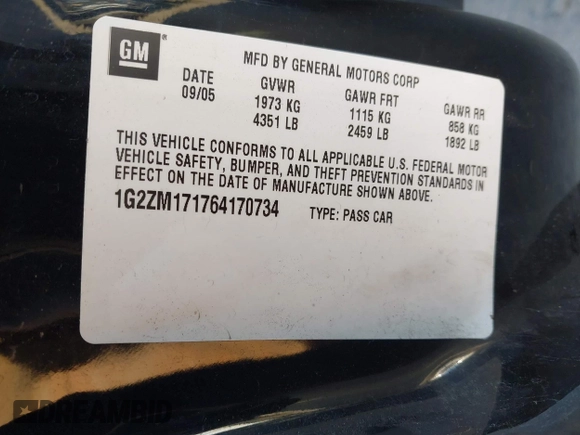 GM
MFD BY GENERAL MOTORS CORP
DATE GVWR GAWR FRT GAWR RR
09/05 1973 KG 1115 KG 858 KG
4351 LB 2459 LB 1892 LB
THIS VEHICLE CONFORMS TO ALL APPLICABLE U.S. FEDERAL MOTOR
VEHICLE SAFETY, BUMPER, AND THEFT PREVENTION STANDARDS IN
EFFECT ON THE DATE OF MANUFACTURE SHOWN ABOVE.
1G2ZM171764170734 TYPE: PASS CAR
DREAMBID